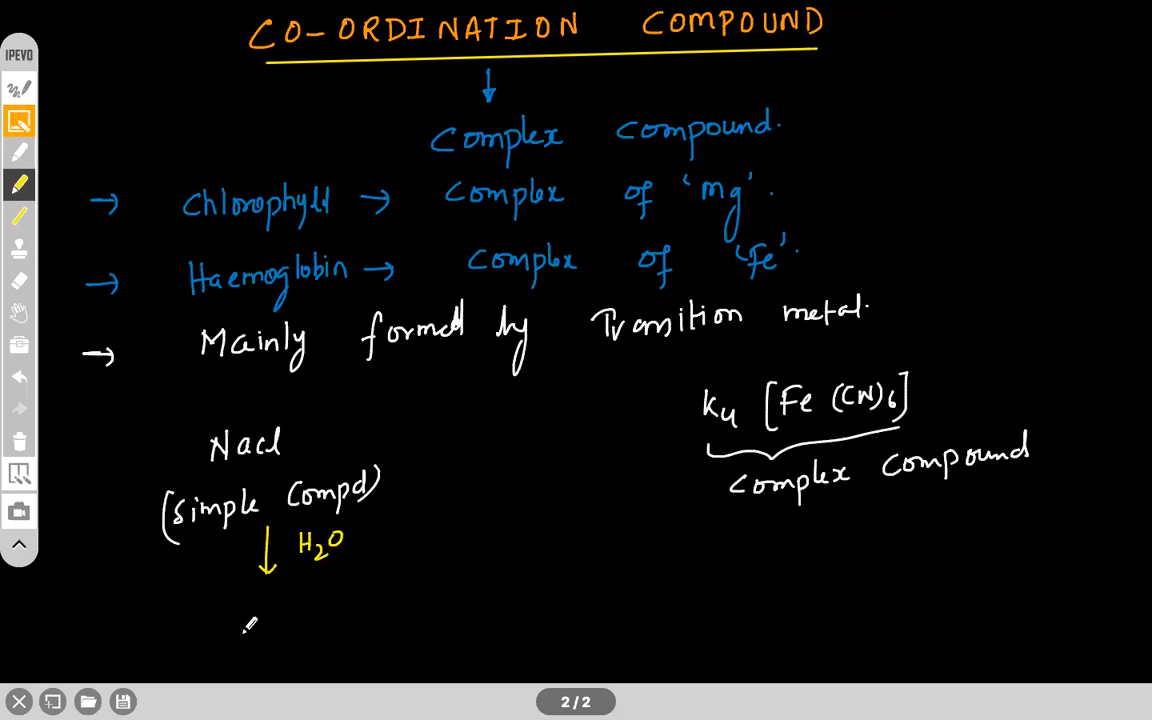 CO-ORDINATION COMPOUND
IPEVO
↓
Complex compound.
→ Chlorophyll → Complex of 'mg'.
→ Haemoglobin → Complex of 'Fe'.
→ Mainly formed by Transition metal.
K4 [Fe (CN)6]
Complex Compound
Nacl
(Simple Compd)
↓ H2O
2/2